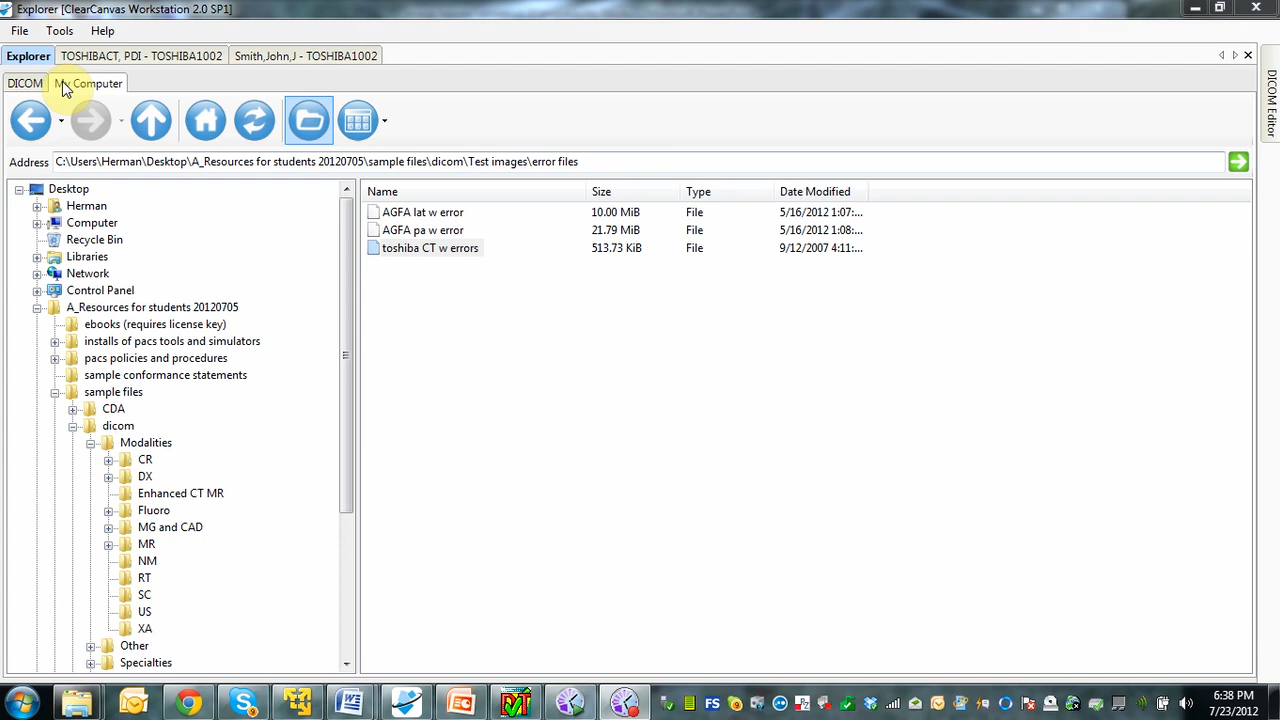 Explorer [ClearCanvas Workstation 2.0 SP1]
File Tools Help
Explorer TOSHIBACT, PDI - TOSHIBA1002 Smith,John,J - TOSHIBA1002
DICOM My Computer
Address C:\Users\Herman\Desktop\A_Resources for students 20120705\sample files\dicom\Test images\error files
Desktop
Herman
Computer
Recycle Bin
Libraries
Network
Control Panel
A_Resources for students 20120705
ebooks (requires license key)
installs of pacs tools and simulators
pacs policies and procedures
sample conformance statements
sample files
CDA
dicom
Modalities
CR
DX
Enhanced CT MR
Fluoro
MG and CAD
MR
NM
RT
SC
US
XA
Other
Specialties
Name Size Type Date Modified
AGFA lat w error 10.00 MiB File 5/16/2012 1:07:...
AGFA pa w error 21.79 MiB File 5/16/2012 1:08:...
toshiba CT w errors 513.73 KiB File 9/12/2007 4:11:...
DICOM Editor
FS
6:38 PM
7/23/2012